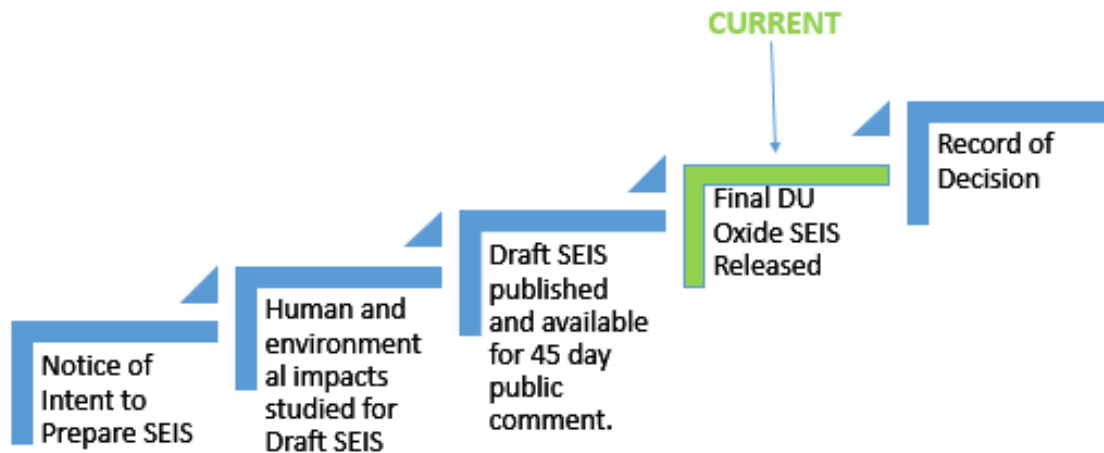 CURRENT
Notice of
Intent to
Prepare SEIS
Human and
environment
al impacts
studied for
Draft SEIS
Draft SEIS
published
and available
for 45 day
public
comment.
Final DU
Oxide SEIS
Released
Record of
Decision